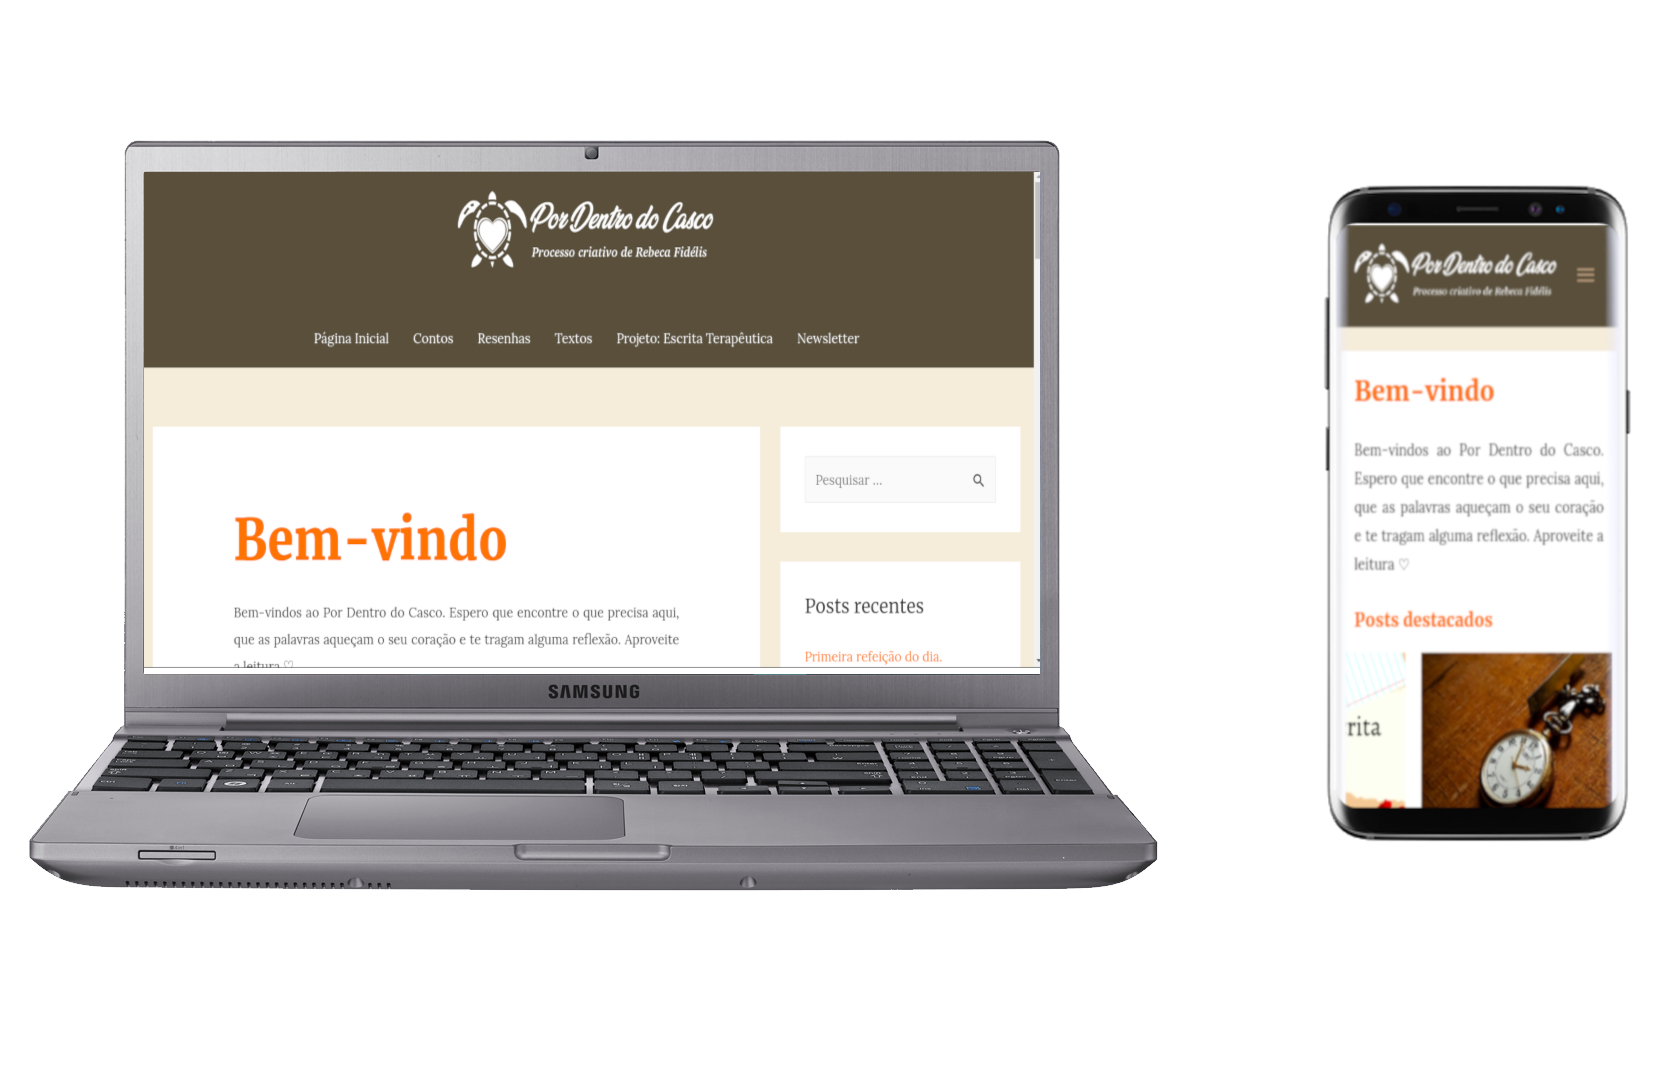 Por Dentro do Casco
Processo criativo de Rebeca Fidélis
Página Inicial Contos Resenhas Textos Projeto: Escrita Terapêutica Newsletter
Bem-vindo
Bem-vindos ao Por Dentro do Casco. Espero que encontre o que precisa aqui,
que as palavras aqueçam o seu coração e te tragam alguma reflexão. Aproveite
a leitura ♡
Pesquisar ...
Posts recentes
Primeira refeição do dia.
SAMSUNG
Por Dentro do Casco
Processo criativo de Rebeca Fidélis
Bem-vindo
Bem-vindos ao Por Dentro do Casco.
Espero que encontre o que precisa aqui,
que as palavras aqueçam o seu coração
e te tragam alguma reflexão. Aproveite a
leitura ♡
Posts destacados
rita